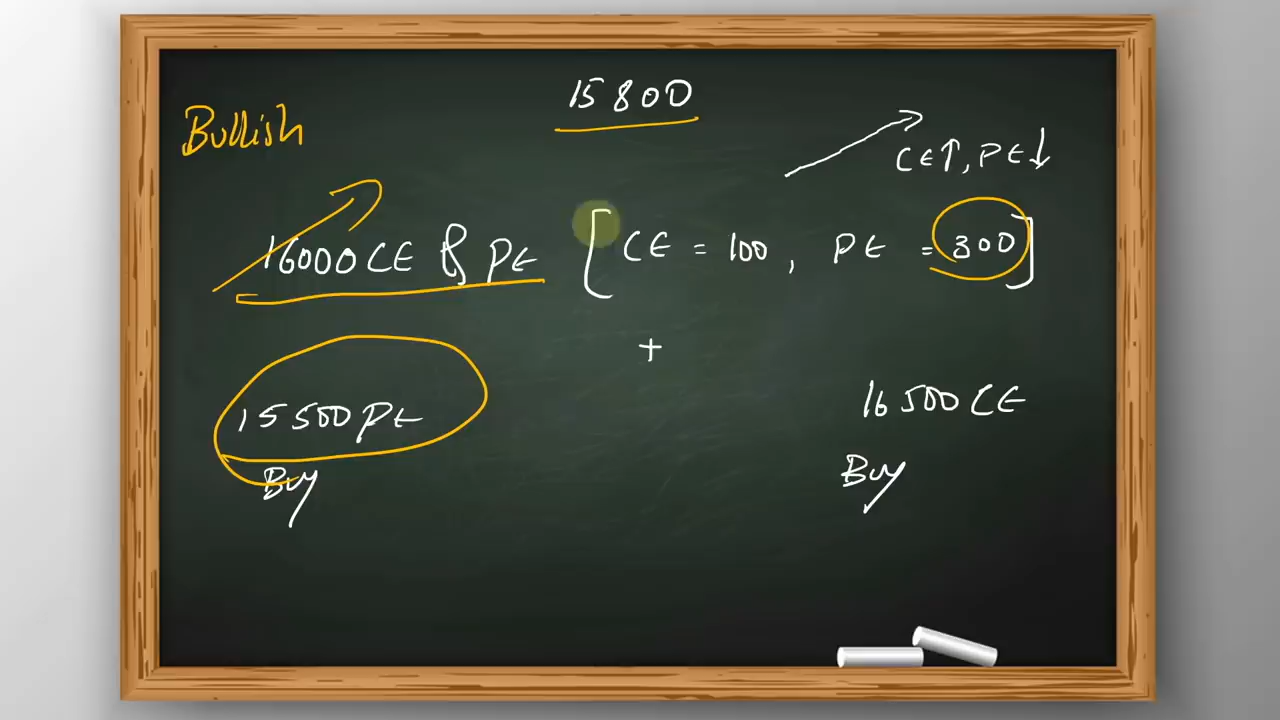 15800
Bullish
CE↑, PE↓
16000 CE & PE [CE = 100, PE = 300]
+
15500 PE
16500 CE
Buy
Buy